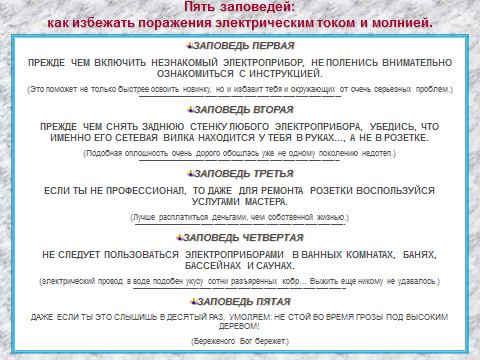 Пять заповедей:
как избежать поражения электрическим током и молнией.
ЗАПОВЕДЬ ПЕРВАЯ
ПРЕЖДЕ ЧЕМ ВКЛЮЧИТЬ НЕЗНАКОМЫЙ ЭЛЕКТРОПРИБОР, НЕ ПОЛЕНИСЬ ВНИМАТЕЛЬНО
ОЗНАКОМИТЬСЯ С ИНСТРУКЦИЕЙ.
(Это поможет не только быстрее освоить новинку, но и избавит тебя и окружающих от очень серьезных проблем.)
ЗАПОВЕДЬ ВТОРАЯ
ПРЕЖДЕ ЧЕМ СНЯТЬ ЗАДНЮЮ СТЕНКУ ЛЮБОГО ЭЛЕКТРОПРИБОРА, УБЕДИСЬ, ЧТО
ИМЕННО ЕГО СЕТЕВАЯ ВИЛКА НАХОДИТСЯ У ТЕБЯ В РУКАХ…, А НЕ В РОЗЕТКЕ.
(Подобная оплошность очень дорого обошлась уже не одному поколению недотеп.)
ЗАПОВЕДЬ ТРЕТЬЯ
ЕСЛИ ТЫ НЕ ПРОФЕССИОНАЛ, ТО ДАЖЕ ДЛЯ РЕМОНТА РОЗЕТКИ ВОСПОЛЬЗУЙСЯ
УСЛУГАМИ МАСТЕРА.
(Лучше расплатиться деньгами, чем собственной жизнью.)
ЗАПОВЕДЬ ЧЕТВЕРТАЯ
НЕ СЛЕДУЕТ ПОЛЬЗОВАТЬСЯ ЭЛЕКТРОПРИБОРАМИ В ВАННЫХ КОМНАТАХ, БАНЯХ,
БАССЕЙНАХ И САУНАХ.
(электрический провод в воде подобен укусу сотни разъяренных кобр… Выжить еще никому не удавалось.)
ЗАПОВЕДЬ ПЯТАЯ
ДАЖЕ ЕСЛИ ТЫ ЭТО СЛЫШИШЬ В ДЕСЯТЫЙ РАЗ, УМОЛЯЕМ: НЕ СТОЙ ВО ВРЕМЯ ГРОЗЫ ПОД ВЫСОКИМ
ДЕРЕВОМ!
(Береженого Бог бережет.)